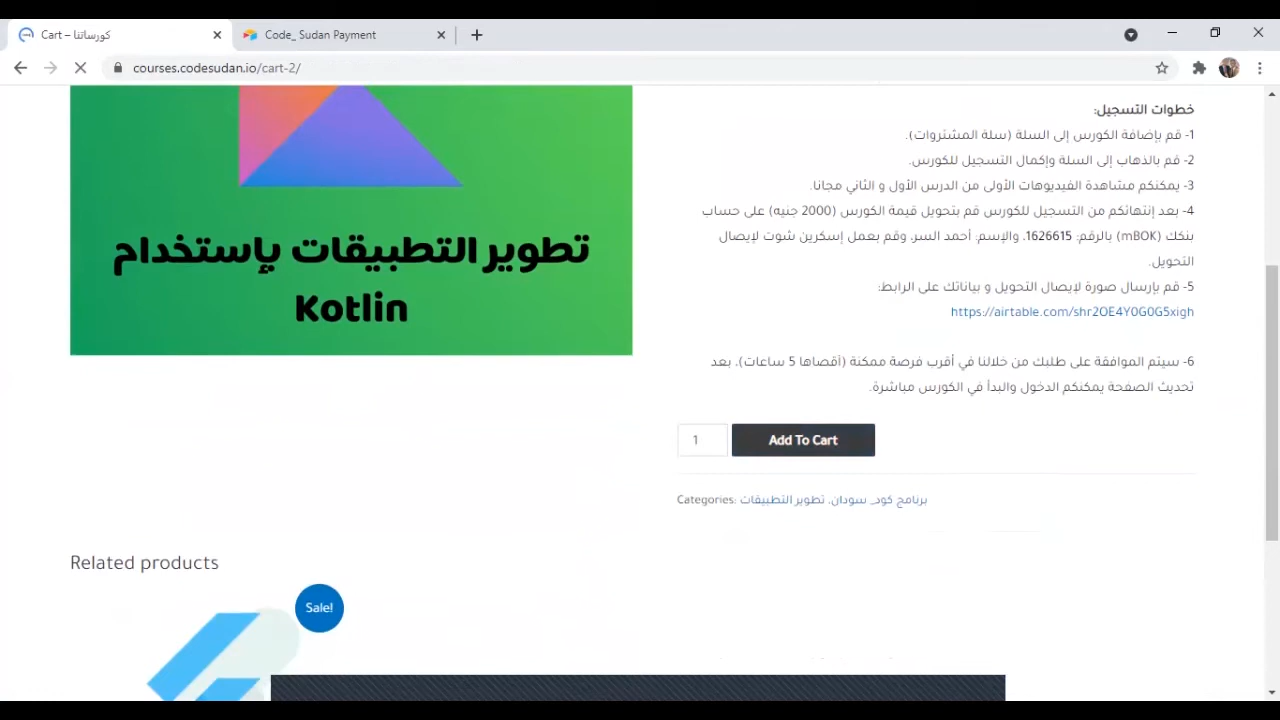 Cart – كورساتنا
Code_ Sudan Payment
courses.codesudan.io/cart-2/
تطوير التطبيقات بإستخدام
Kotlin
خطوات التسجيل:
1- قم بإضافة الكورس إلى السلة (سلة المشتروات).
2- قم بالذهاب إلى السلة وإكمال التسجيل للكورس.
3- يمكنكم مشاهدة الفيديوهات الأولى من الدرس الأول و الثاني مجانا.
4- بعد إنتهائكم من التسجيل للكورس قم بتحويل قيمة الكورس (2000 جنيه) على حساب
بنكك (mBOK) بالرقم: 1626615، والإسم: أحمد السر، وقم بعمل إسكرين شوت لإيصال
التحويل.
5- قم بإرسال صورة لإيصال التحويل و بياناتك على الرابط:
https://airtable.com/shr2OE4Y0G0G5xigh
6- سيتم الموافقة على طلبك من خلالنا في أقرب فرصة ممكنة (أقصاها 5 ساعات)، بعد
تحديث الصفحة يمكنكم الدخول والبدأ في الكورس مباشرة.
1
Add To Cart
Categories: برنامج كود_ سودان, تطوير التطبيقات
Related products
Sale!